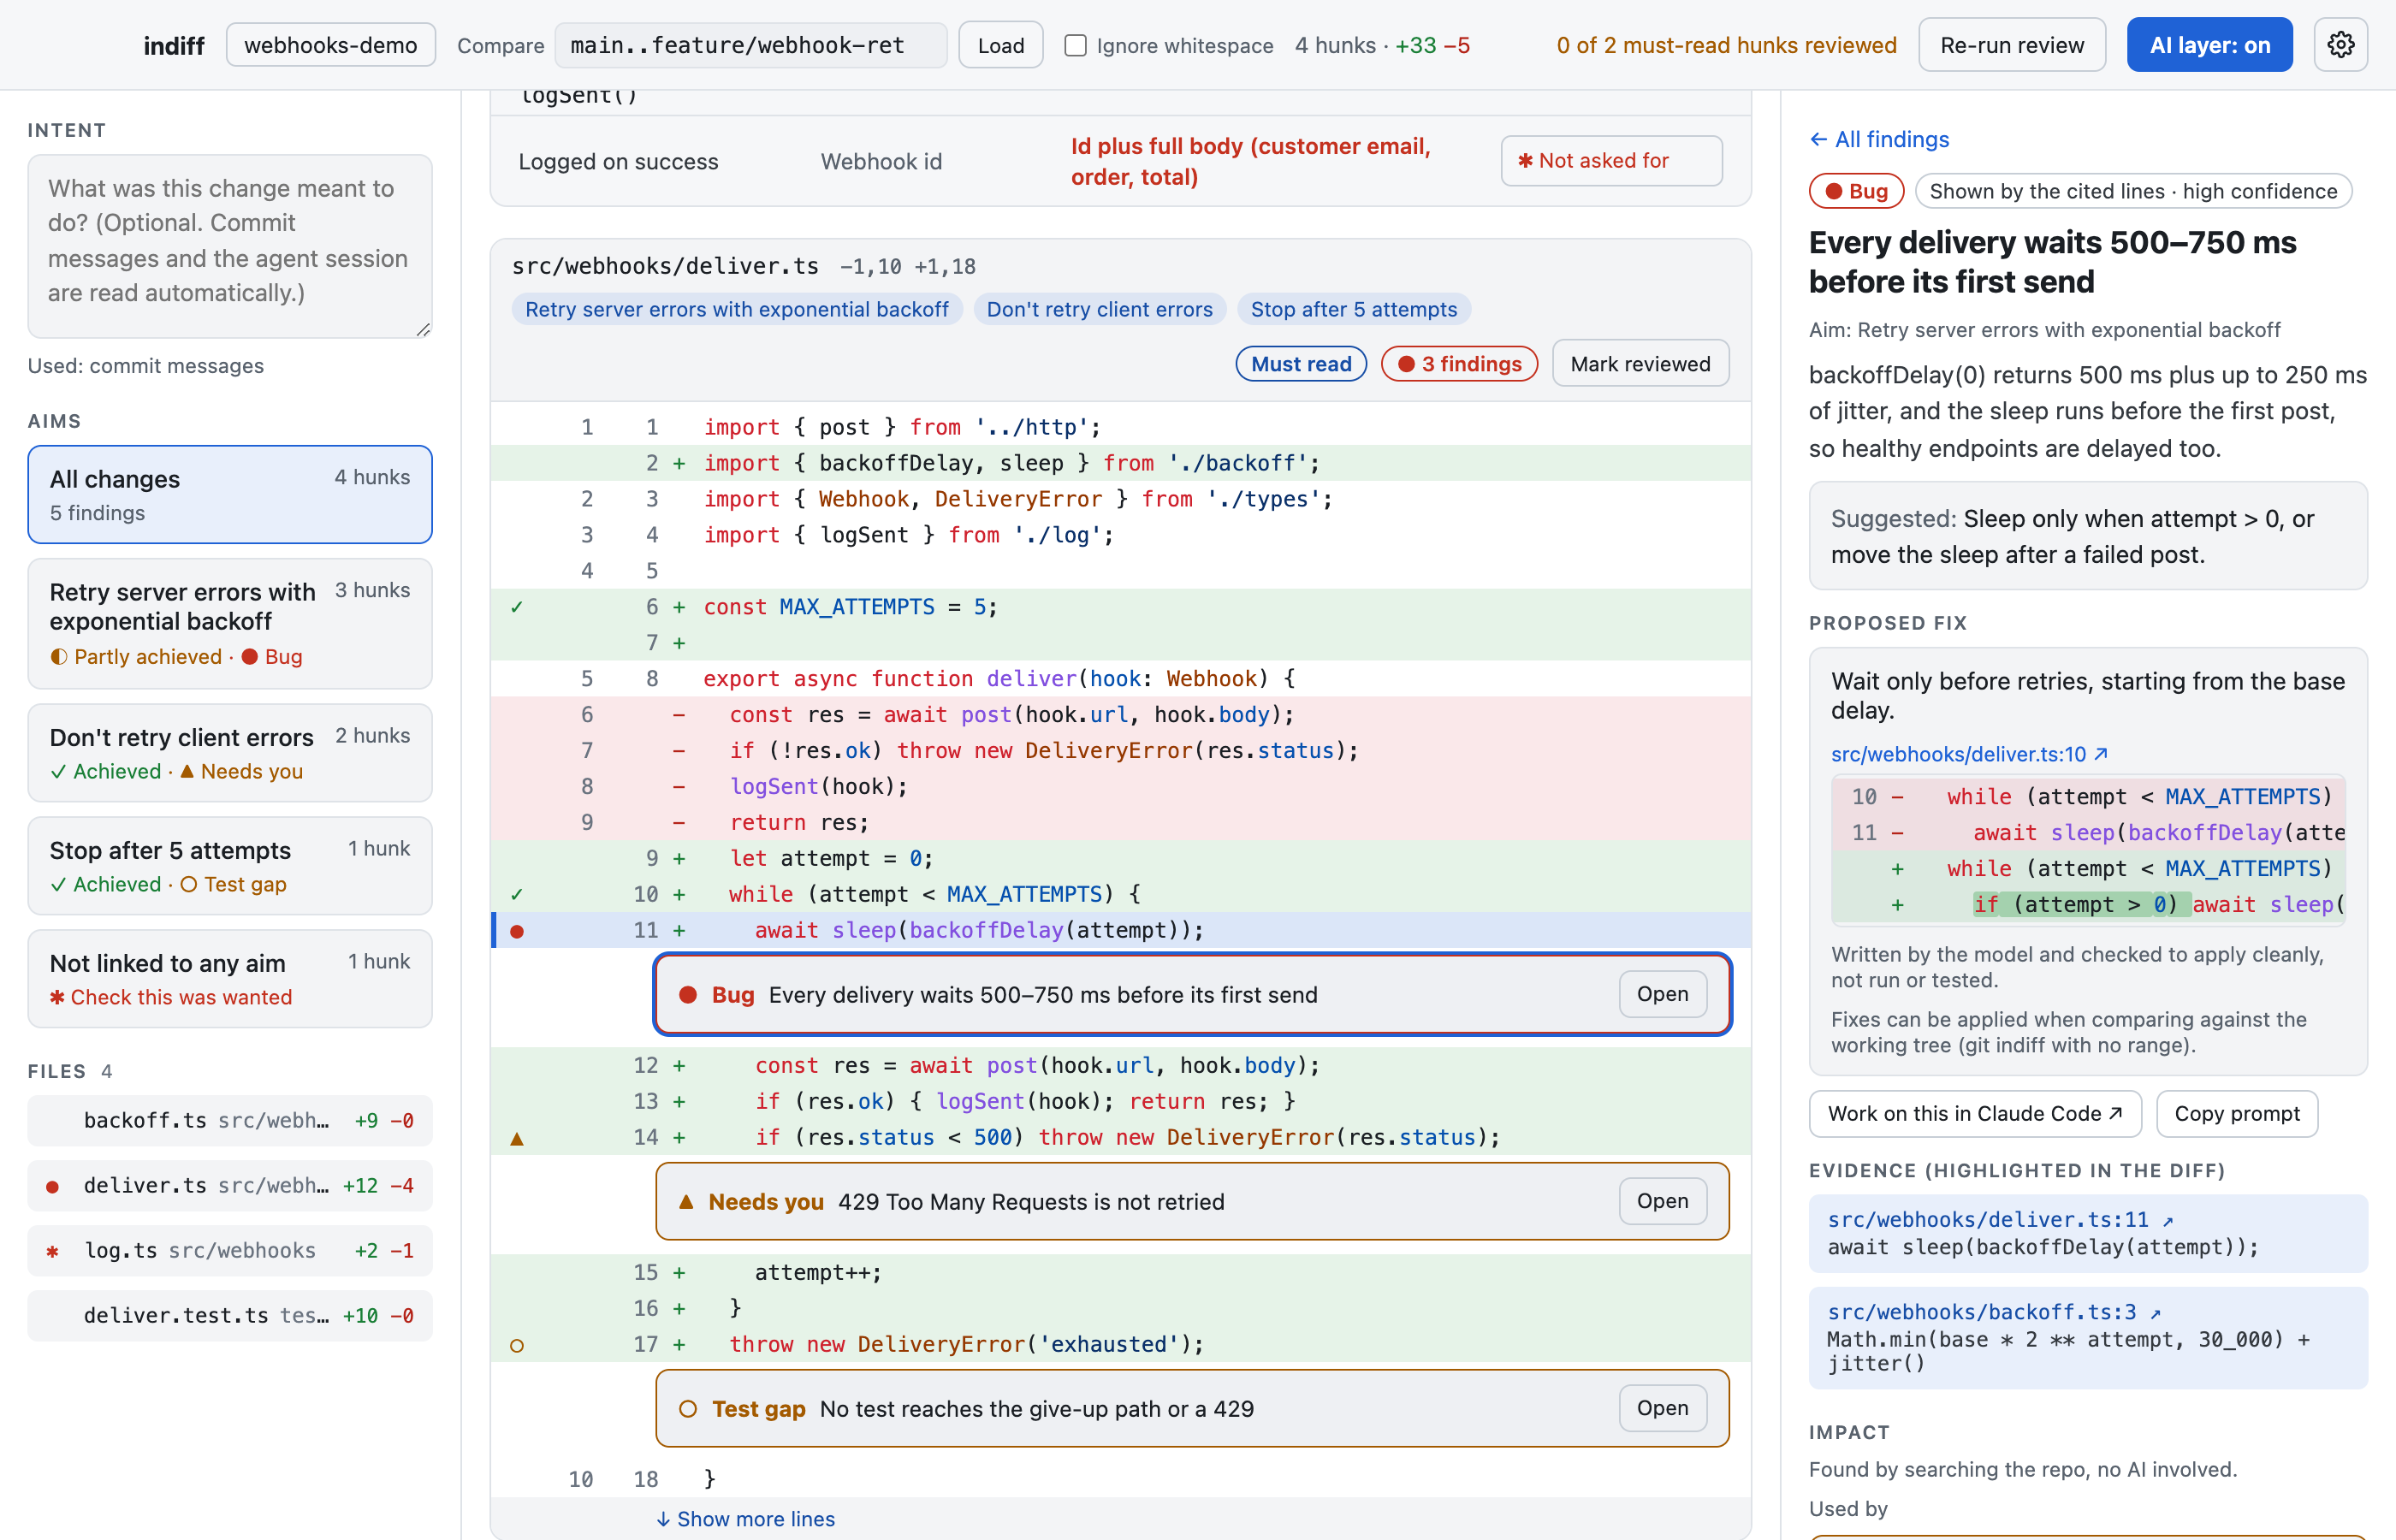 indiff webhooks-demo Compare main..feature/webhook-ret Load Ignore whitespace 4 hunks · +33 −5 0 of 2 must-read hunks reviewed Re-run review AI layer: on
INTENT
What was this change meant to
do? (Optional. Commit
messages and the agent session
are read automatically.)
Used: commit messages
AIMS
All changes 4 hunks
5 findings
Retry server errors with 3 hunks
exponential backoff
Partly achieved · Bug
Don't retry client errors 2 hunks
✓ Achieved · ▲ Needs you
Stop after 5 attempts 1 hunk
✓ Achieved · Test gap
Not linked to any aim 1 hunk
✱ Check this was wanted
FILES 4
backoff.ts src/webh… +9 −0
deliver.ts src/webh… +12 −4
✱ log.ts src/webhooks +2 −1
deliver.test.ts tes… +10 −0
logSent()
Logged on success Webhook id Id plus full body (customer email,
order, total) ✱ Not asked for
src/webhooks/deliver.ts −1,10 +1,18
Retry server errors with exponential backoff Don't retry client errors Stop after 5 attempts
Must read ● 3 findings Mark reviewed
1 1 import { post } from '../http';
2 + import { backoffDelay, sleep } from './backoff';
2 3 import { Webhook, DeliveryError } from './types';
3 4 import { logSent } from './log';
4 5
✓ 6 + const MAX_ATTEMPTS = 5;
7 +
5 8 export async function deliver(hook: Webhook) {
6 − const res = await post(hook.url, hook.body);
7 − if (!res.ok) throw new DeliveryError(res.status);
8 − logSent(hook);
9 − return res;
9 + let attempt = 0;
✓ 10 + while (attempt < MAX_ATTEMPTS) {
● 11 + await sleep(backoffDelay(attempt));
● Bug Every delivery waits 500–750 ms before its first send Open
12 + const res = await post(hook.url, hook.body);
13 + if (res.ok) { logSent(hook); return res; }
▲ 14 + if (res.status < 500) throw new DeliveryError(res.status);
▲ Needs you 429 Too Many Requests is not retried Open
15 + attempt++;
16 + }
17 + throw new DeliveryError('exhausted');
Test gap No test reaches the give-up path or a 429 Open
10 18 }
↓ Show more lines
← All findings
● Bug Shown by the cited lines · high confidence
Every delivery waits 500–750 ms
before its first send
Aim: Retry server errors with exponential backoff
backoffDelay(0) returns 500 ms plus up to 250 ms
of jitter, and the sleep runs before the first post,
so healthy endpoints are delayed too.
Suggested: Sleep only when attempt > 0, or
move the sleep after a failed post.
PROPOSED FIX
Wait only before retries, starting from the base
delay.
src/webhooks/deliver.ts:10 ↗
10 − while (attempt < MAX_ATTEMPTS)
11 − await sleep(backoffDelay(atte
+ while (attempt < MAX_ATTEMPTS)
+ if (attempt > 0) await sleep(
Written by the model and checked to apply cleanly,
not run or tested.
Fixes can be applied when comparing against the
working tree (git indiff with no range).
Work on this in Claude Code ↗ Copy prompt
EVIDENCE (HIGHLIGHTED IN THE DIFF)
src/webhooks/deliver.ts:11 ↗
await sleep(backoffDelay(attempt));
src/webhooks/backoff.ts:3 ↗
Math.min(base * 2 ** attempt, 30_000) +
jitter()
IMPACT
Found by searching the repo, no AI involved.
Used by